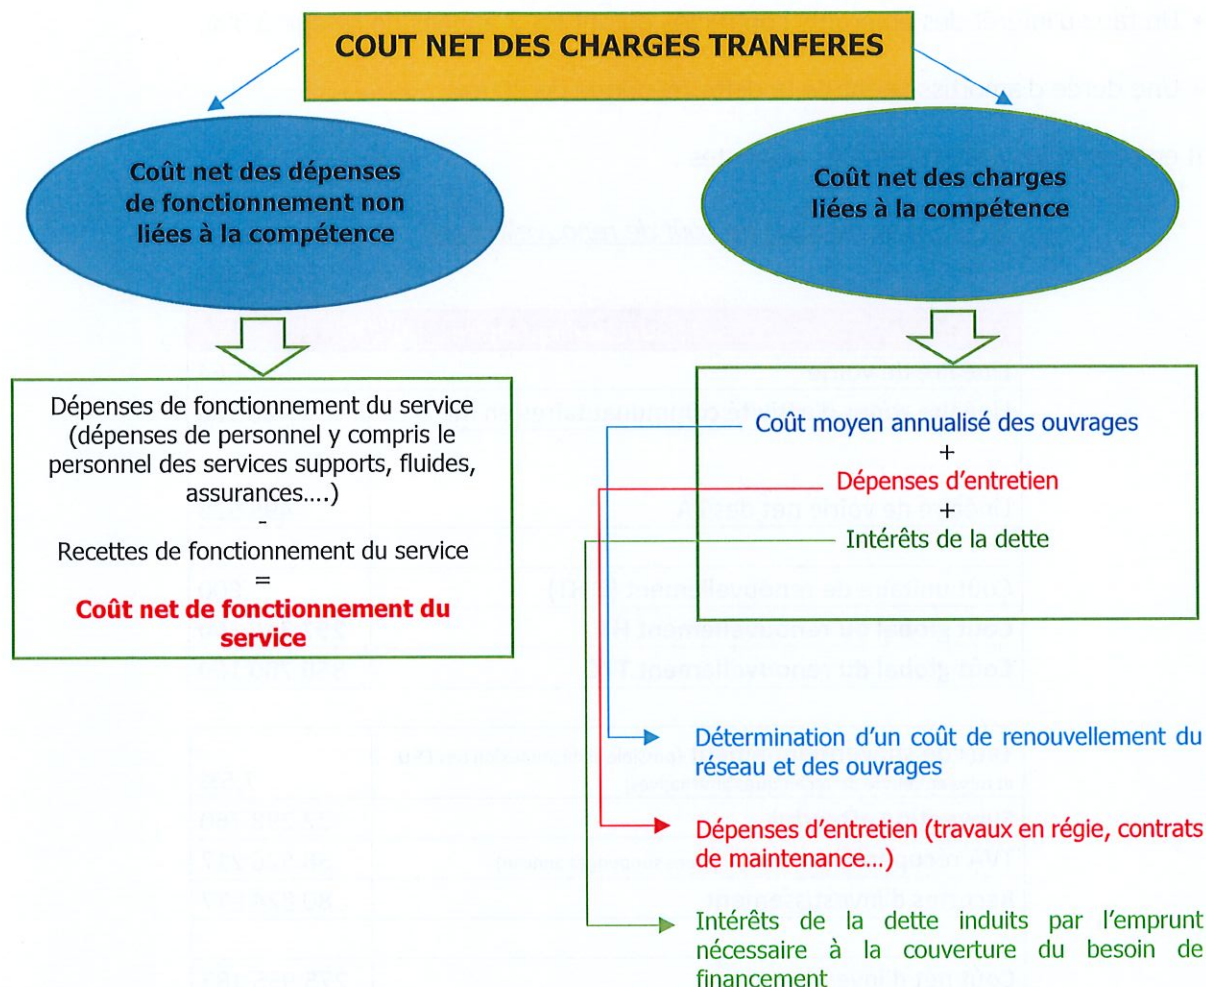 COUT NET DES CHARGES TRANFERES
Coût net des dépenses
de fonctionnement non
liées à la compétence
Coût net des charges
liées à la compétence
Dépenses de fonctionnement du service
(dépenses de personnel y compris le
personnel des services supports, fluides,
assurances....)
-
Recettes de fonctionnement du service
=
Coût net de fonctionnement du
service
Coût moyen annualisé des ouvrages
+
Dépenses d'entretien
+
Intérêts de la dette
Détermination d'un coût de renouvellement du
réseau et des ouvrages
Dépenses d'entretien (travaux en régie, contrats
de maintenance...)
Intérêts de la dette induits par l'emprunt
nécessaire à la couverture du besoin de
financement